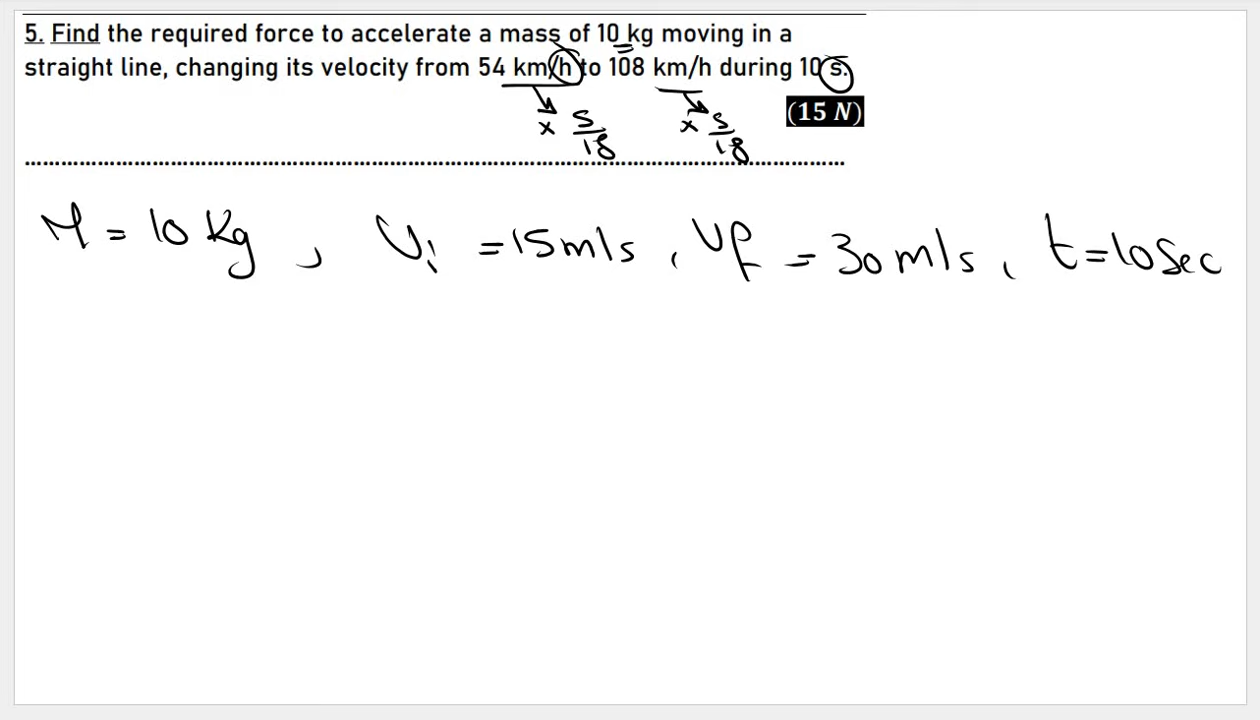 5. Find the required force to accelerate a mass of 10 kg moving in a
straight line, changing its velocity from 54 km/h to 108 km/h during 10 s.
(15 N)
× 5/18 × 5/18
M = 10 Kg , Vi = 15 m/s , Vf = 30 m/s , t = 10 Sec